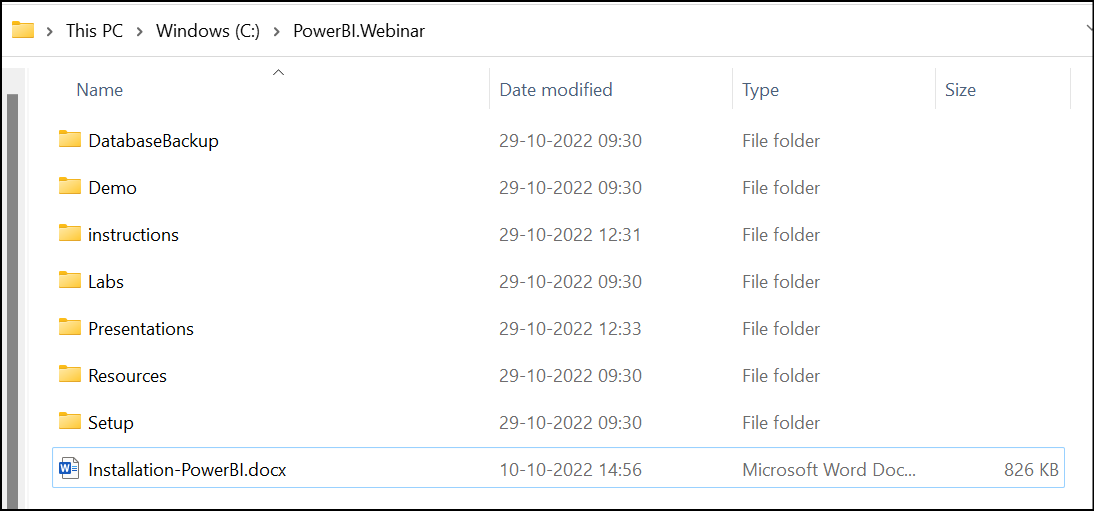 This PC > Windows (C:) > PowerBI.Webinar
Name Date modified Type Size
DatabaseBackup 29-10-2022 09:30 File folder
Demo 29-10-2022 09:30 File folder
instructions 29-10-2022 12:31 File folder
Labs 29-10-2022 09:30 File folder
Presentations 29-10-2022 12:33 File folder
Resources 29-10-2022 09:30 File folder
Setup 29-10-2022 09:30 File folder
Installation-PowerBI.docx 10-10-2022 14:56 Microsoft Word Doc... 826 KB